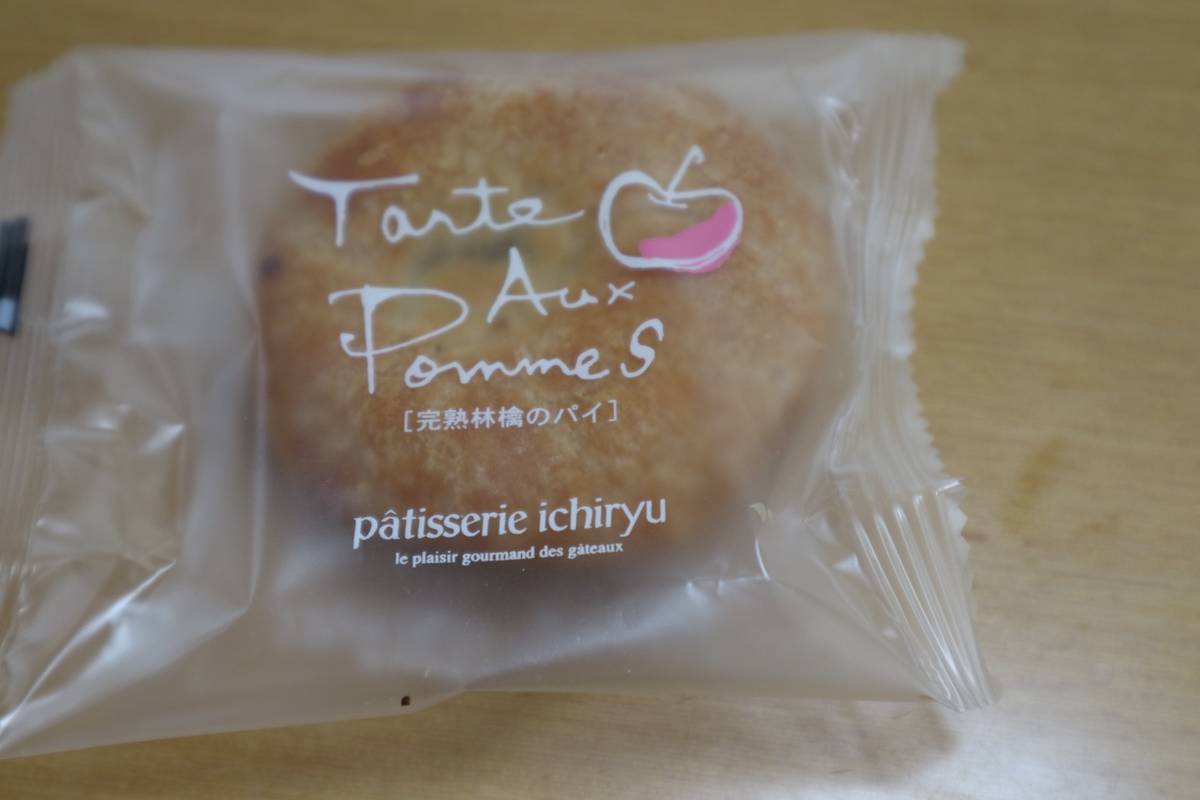 Tarte
Aux
Pommes
[完熟林檎のパイ]
pâtisserie ichiryu
le plaisir gourmand des gâteaux